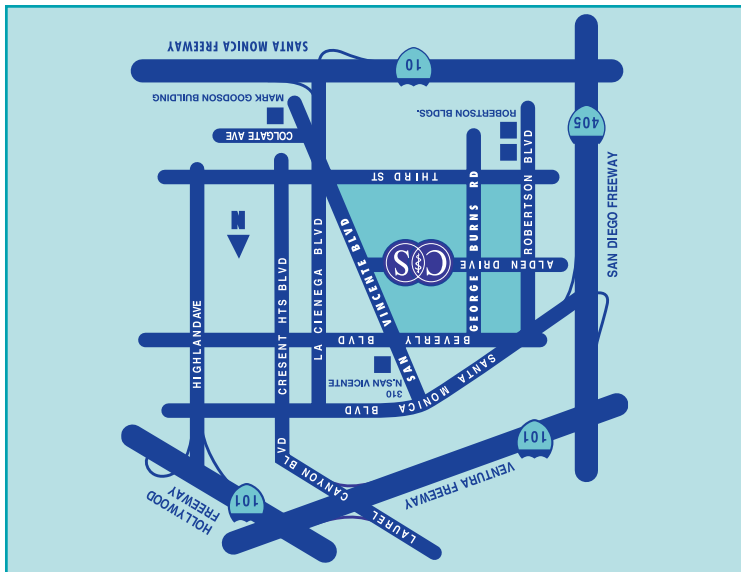 SANTA MONICA FREEWAY
10
MARK GOODSON BUILDING
ROBERTSON BLDGS.
COLGATE AVE
405
THIRD ST
SAN DIEGO FREEWAY
N
HIGHLANDAVE
CRESENT HTS BLVD
LA CIENEGA BLVD
SAN VINCENTE BLVD
CS
GEORGE BURNS RD
ROBERTSON BLVD
ALDEN DRIVE
BEVERLY BLVD
310
N.SAN VICENTE
SANTA MONICA BLVD
101
HOLLYWOOD
FREEWAY
LAUREL CANYON BLVD
101
VENTURA FREEWAY